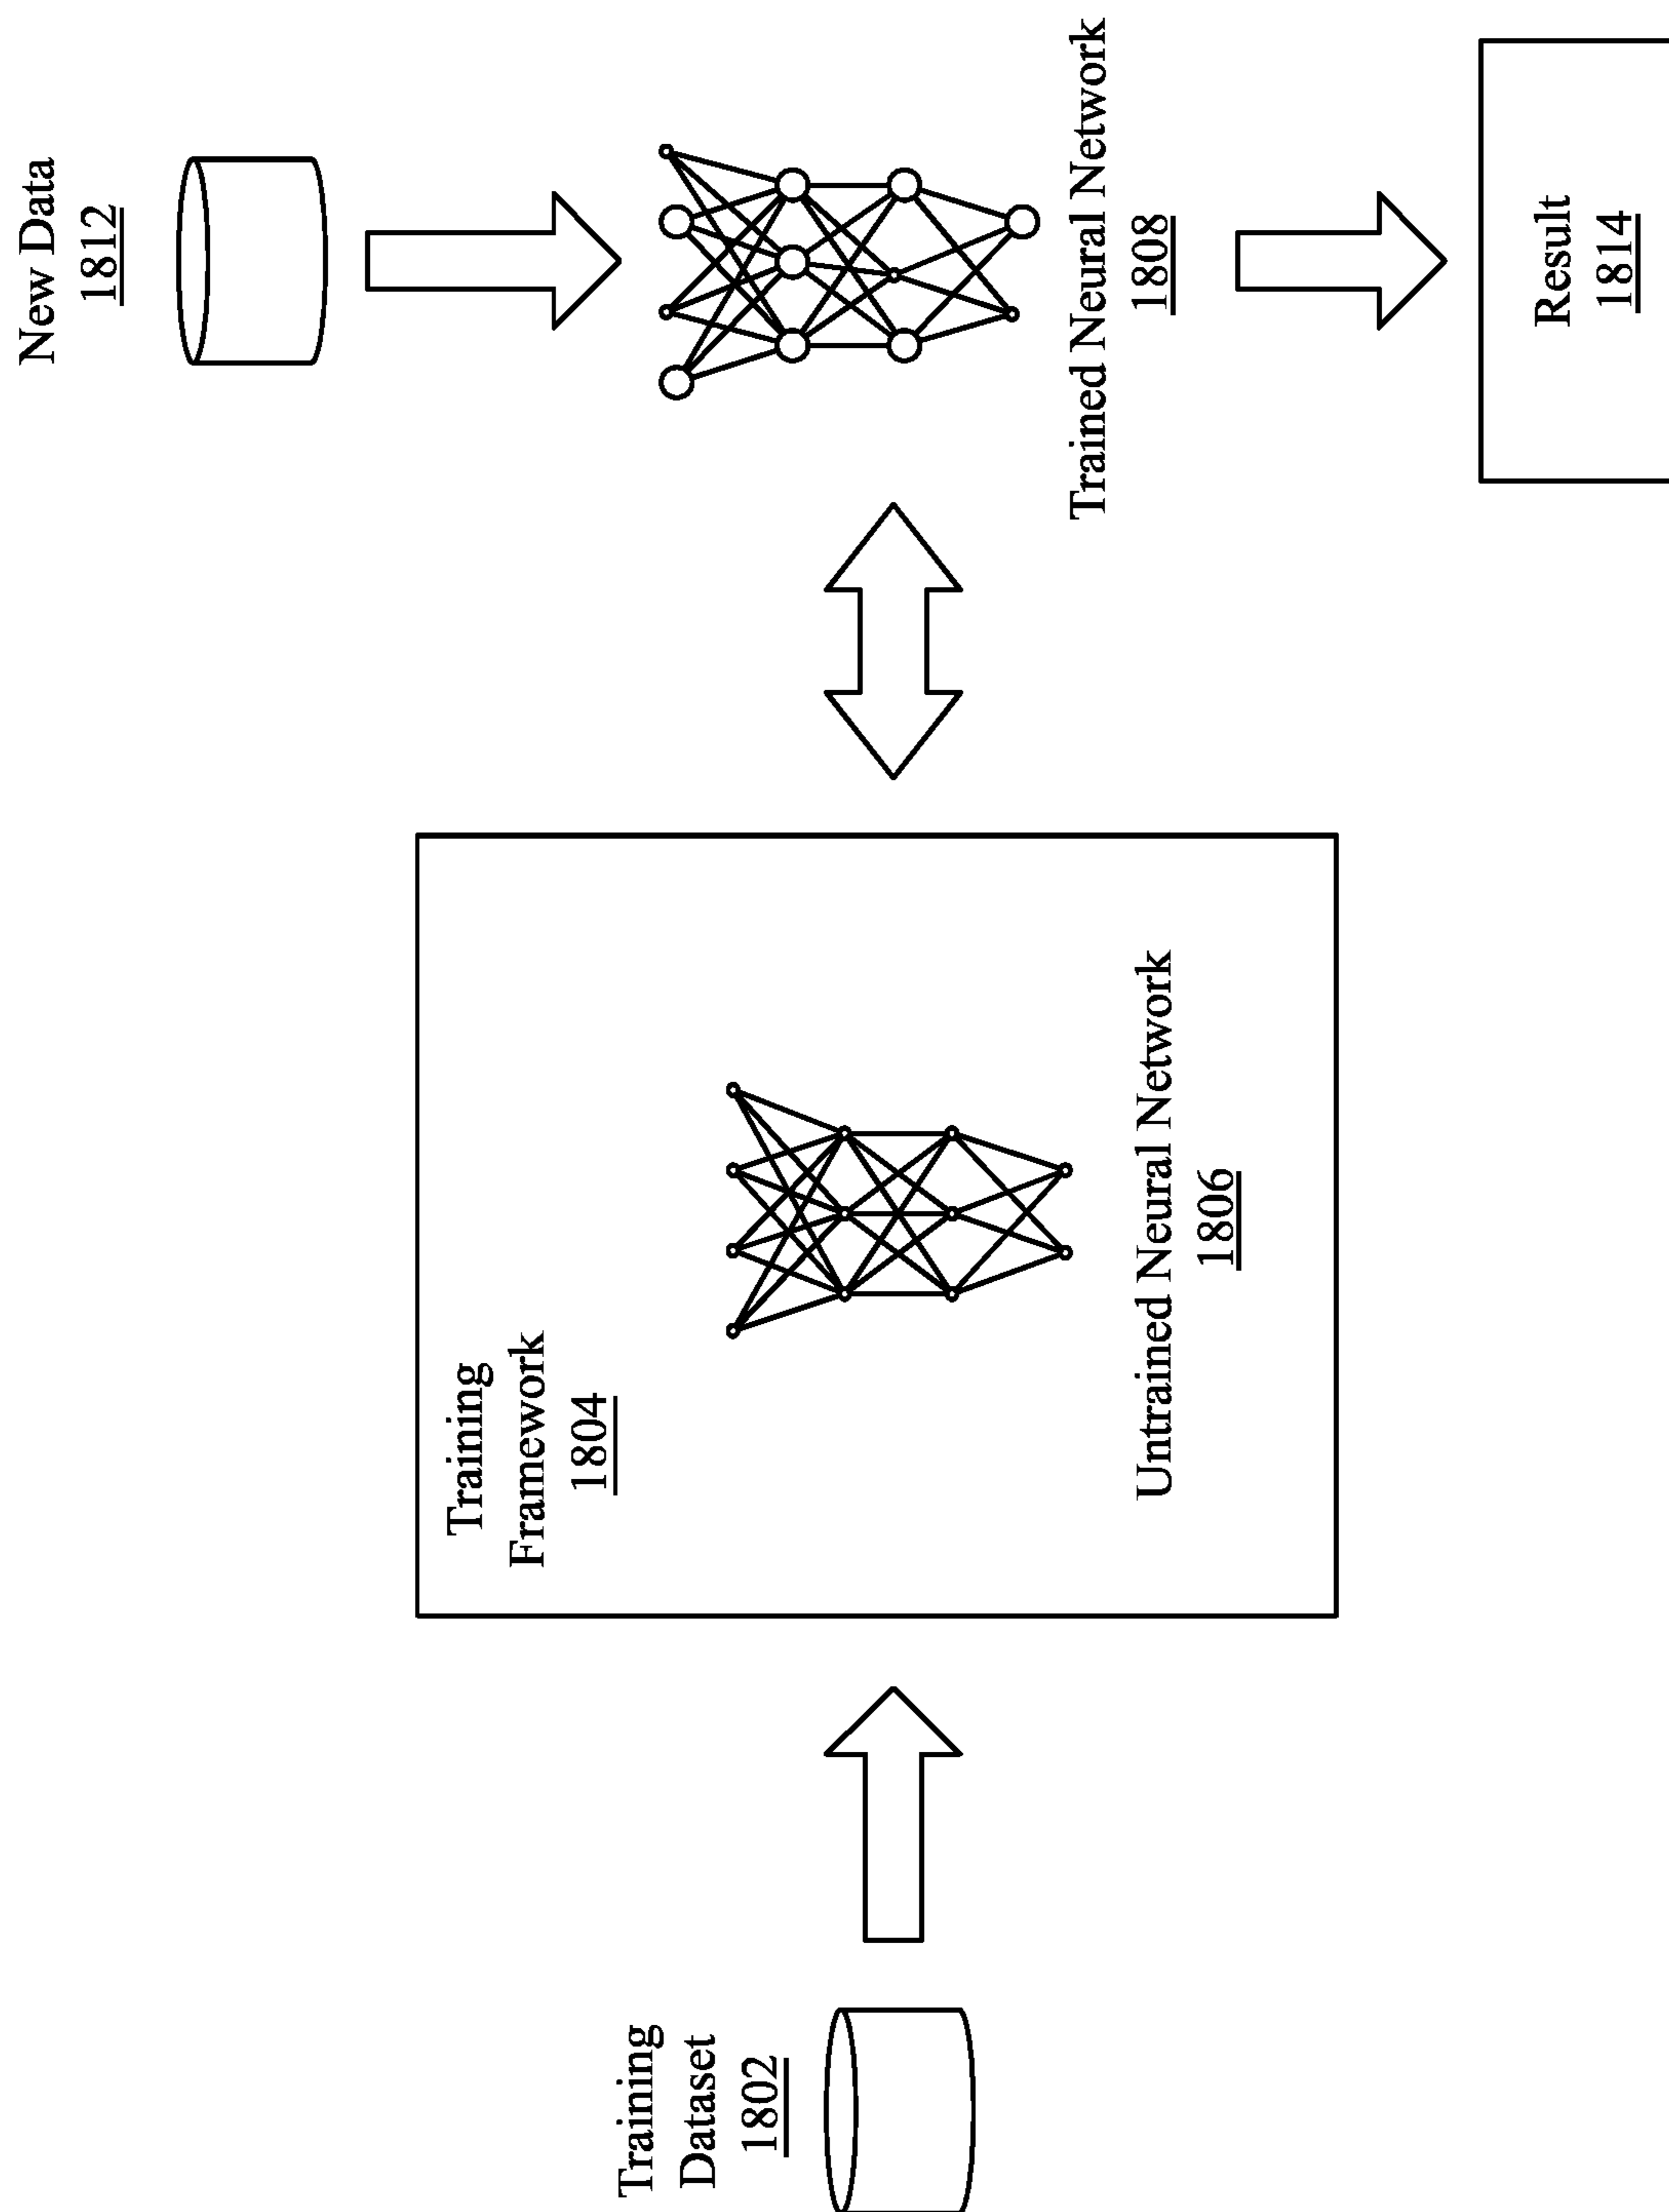 Training
Dataset
1802
Training
Framework
1804
Untrained Neural Network
1806
New Data
1812
Trained Neural Network
1808
Result
1814